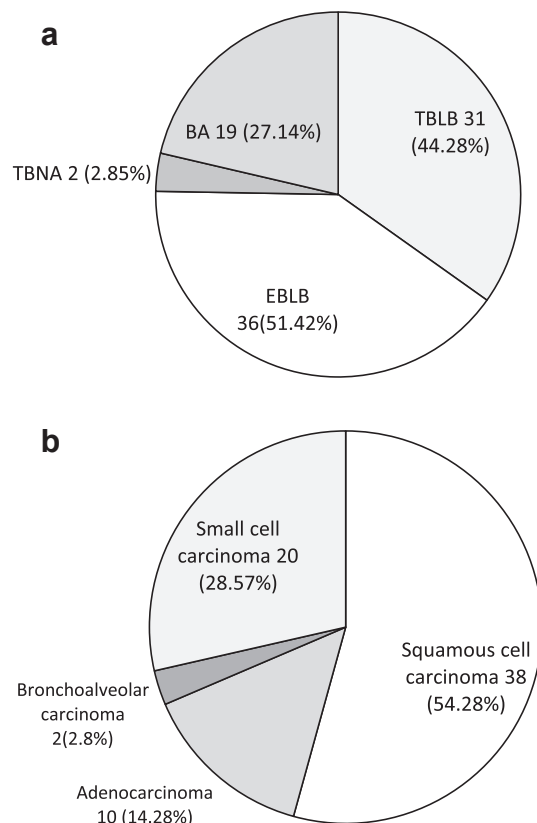 a
TBLB 31
(44.28%)
BA 19 (27.14%)
TBNA 2 (2.85%)
EBLB
36(51.42%)
b
Small cell
carcinoma 20
(28.57%)
Squamous cell
carcinoma 38
(54.28%)
Bronchoalveolar
carcinoma
2(2.8%)
Adenocarcinoma
10 (14.28%)